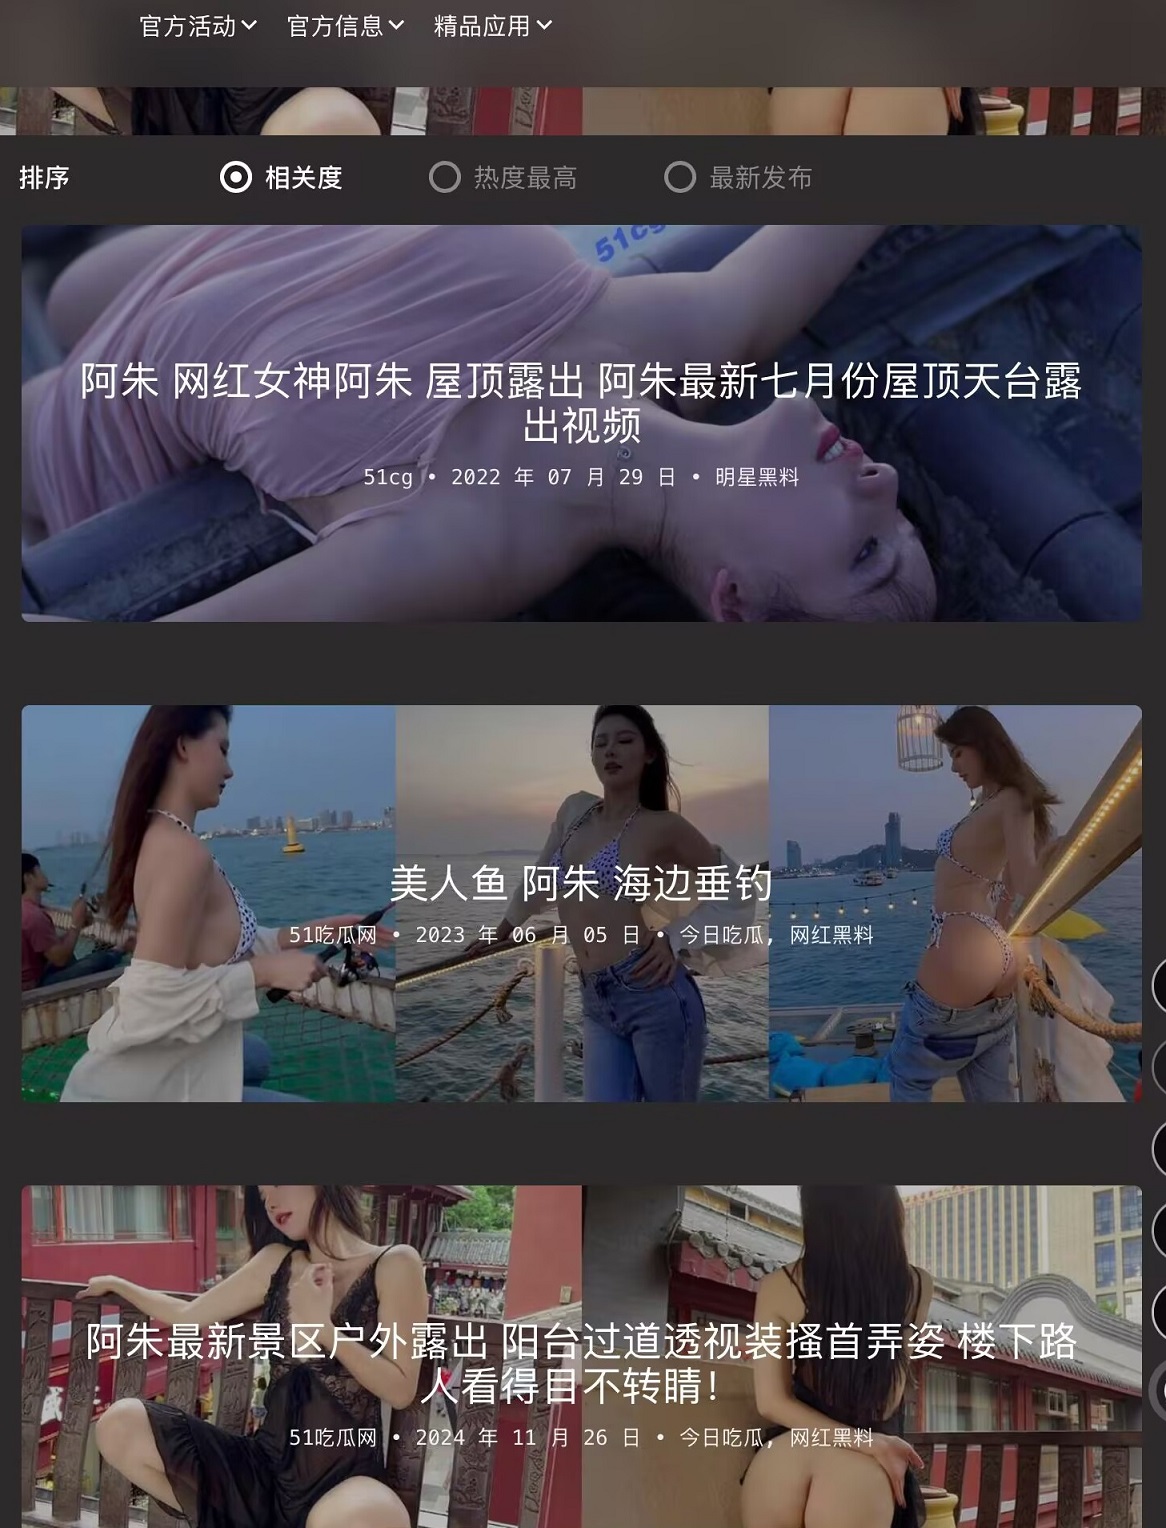 官方活动 官方信息 精品应用
排序 相关度 热度最高 最新发布
51cg
阿朱 网红女神阿朱 屋顶露出 阿朱最新七月份屋顶天台露
出视频
51cg • 2022 年 07 月 29 日 • 明星黑料
美人鱼 阿朱 海边垂钓
51吃瓜网 • 2023 年 06 月 05 日 • 今日吃瓜, 网红黑料
阿朱最新景区户外露出 阳台过道透视装搔首弄姿 楼下路
人看得目不转睛!
51吃瓜网 • 2024 年 11 月 26 日 • 今日吃瓜, 网红黑料